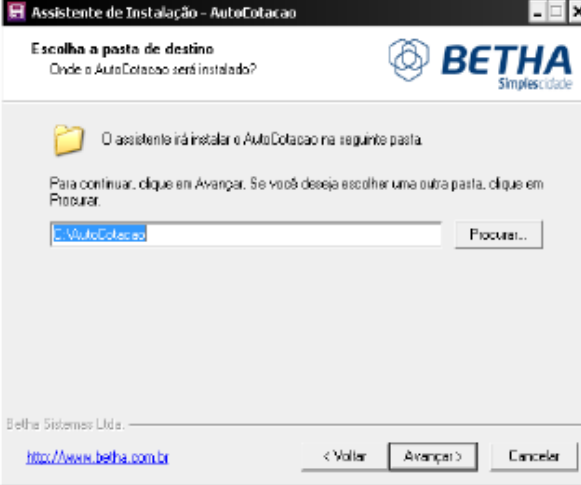 Assistente de Instalação - AutoCotacao
Escolha a pasta de destino
Onde o AutoCotacao será instalado?
BETHA
Simplescidade
O assistente irá instalar o AutoCotacao na seguinte pasta.
Para continuar, clique em Avançar. Se você deseja escolher uma outra pasta, clique em
Procurar.
C:\AutoCotacao
Procurar...
Betha Sistemas Ltda.
http://www.betha.com.br
< Voltar
Avançar >
Cancelar